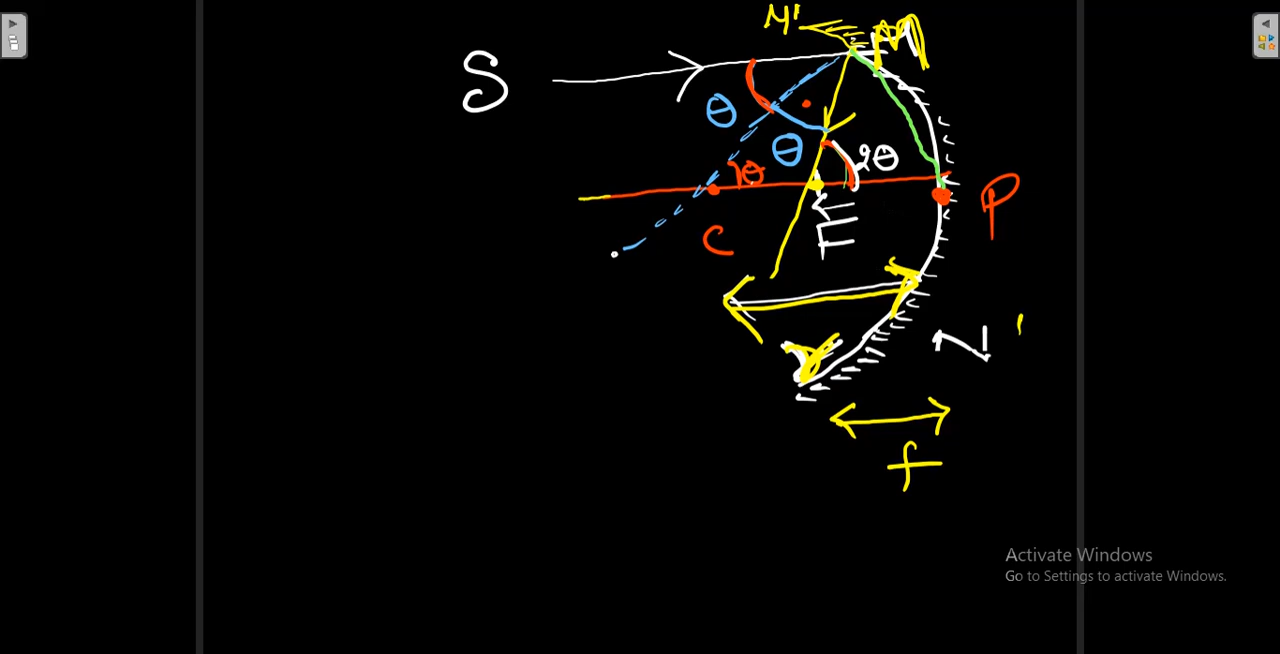 M'
S
M
θ
θ
2θ
θ
P
C
F
N'
r
f
Activate Windows
Go to Settings to activate Windows.